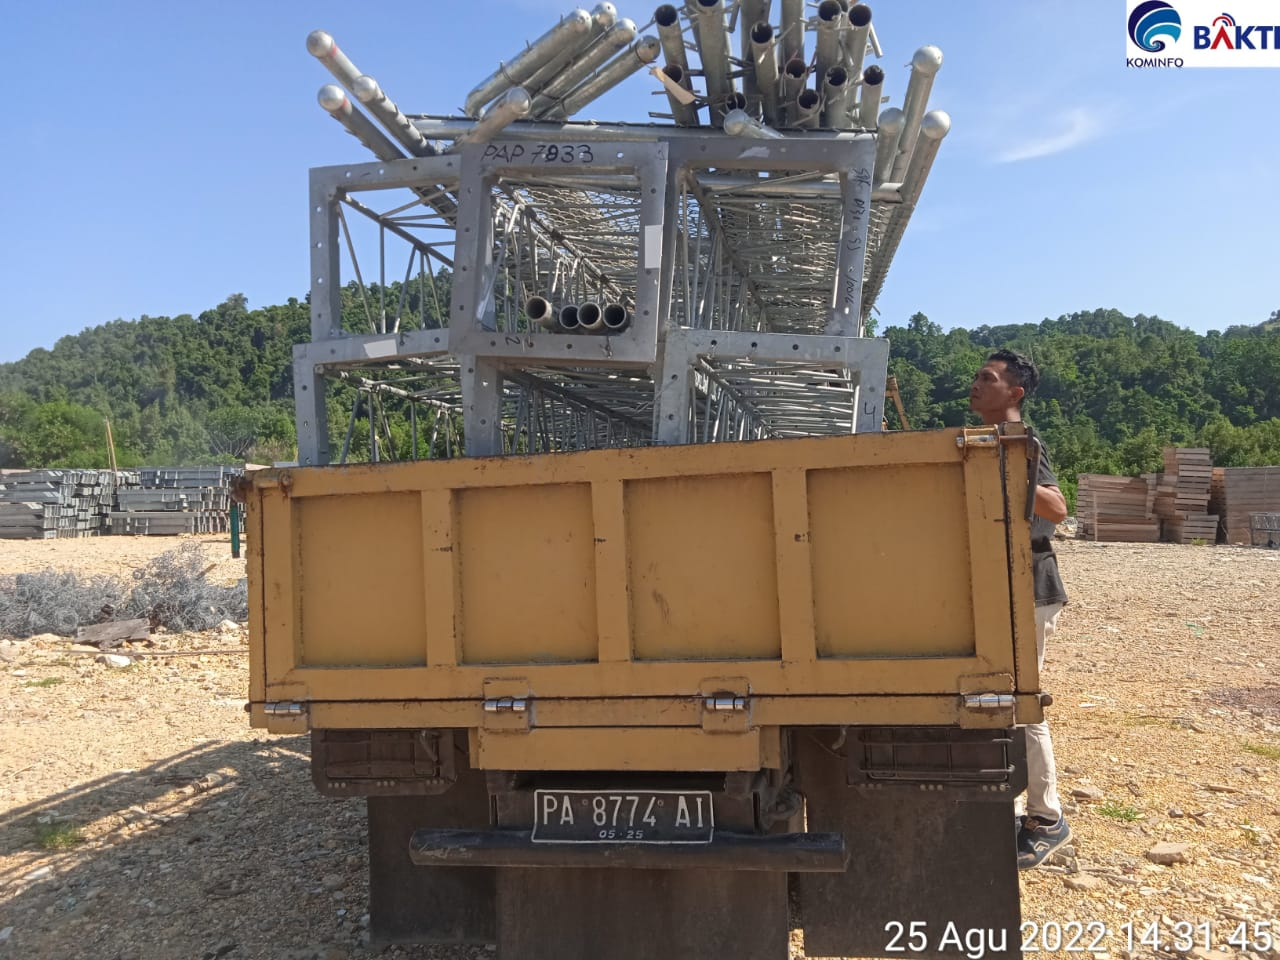 KOMINFO
BAKTI
PAP 7833
PA 8774 AI
05·25
25 Agu 2022 14.31.45